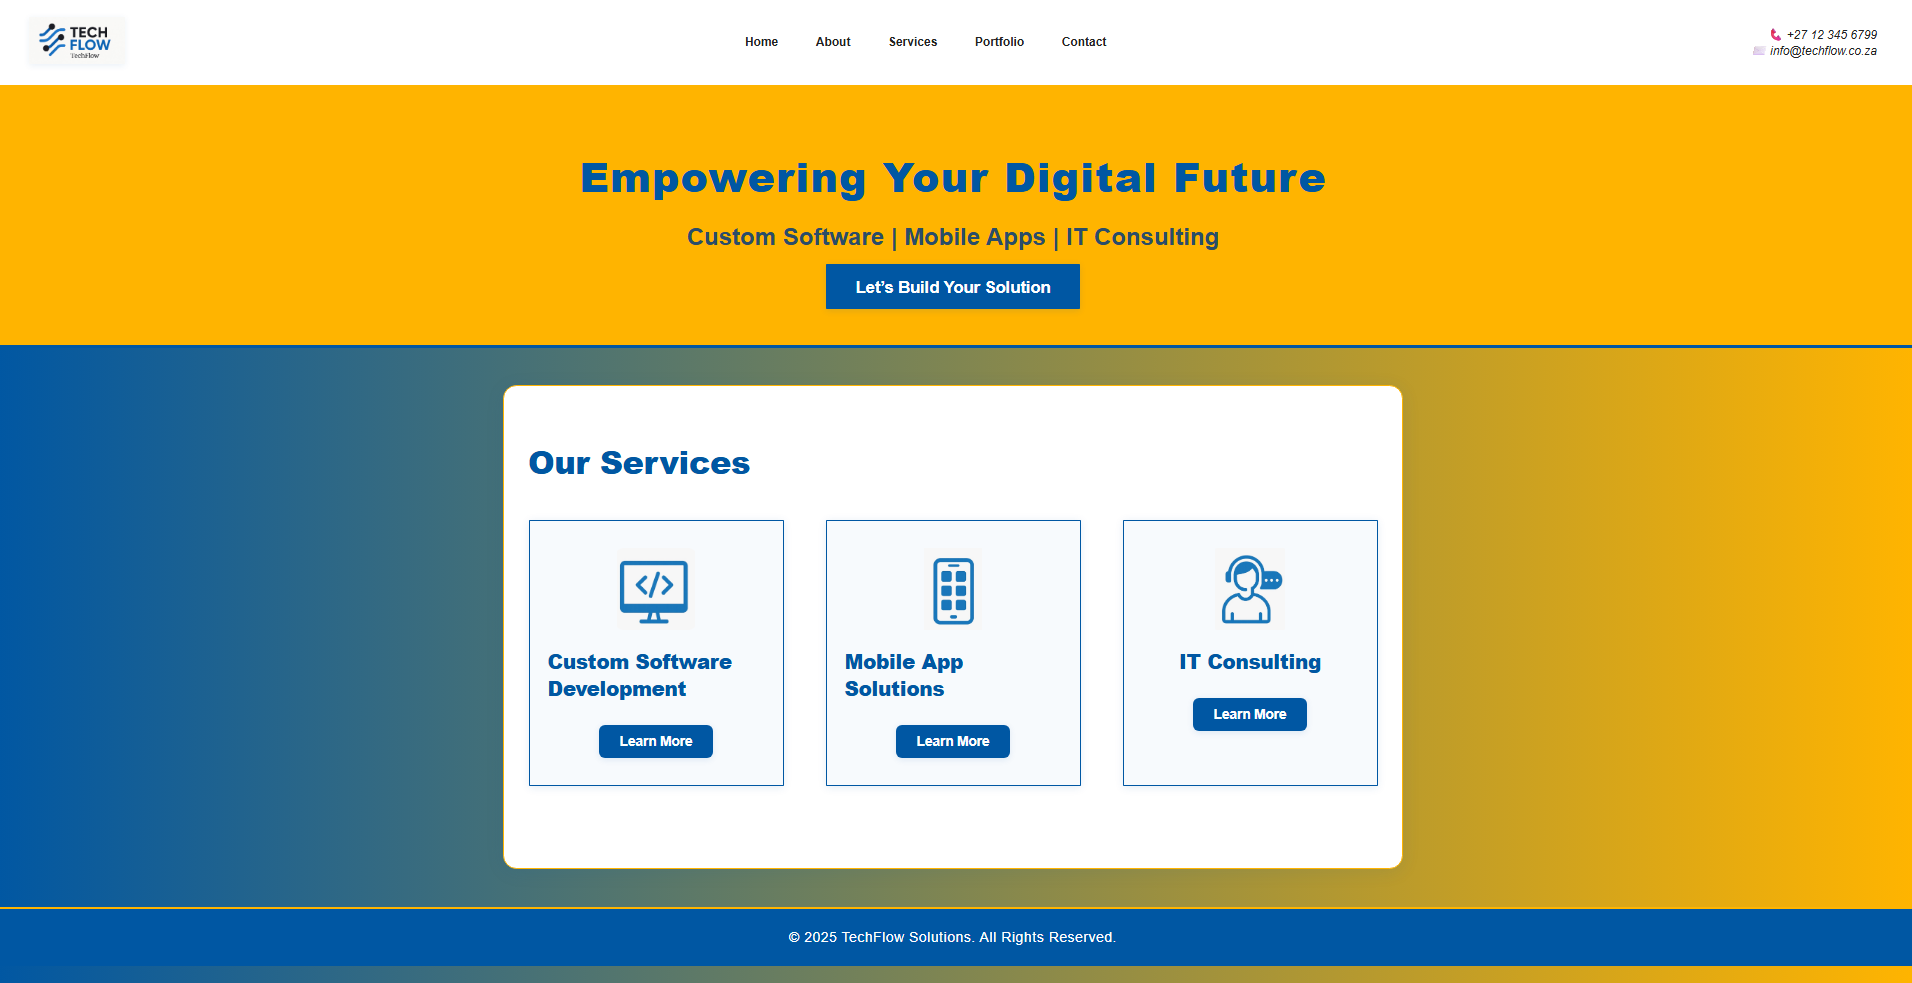 TECH
FLOW
TechFlow
Home About Services Portfolio Contact
+27 12 345 6799
info@techflow.co.za
Empowering Your Digital Future
Custom Software | Mobile Apps | IT Consulting
Let’s Build Your Solution
Our Services
</>
Custom Software
Development
Learn More
Mobile App
Solutions
Learn More
IT Consulting
Learn More
© 2025 TechFlow Solutions. All Rights Reserved.